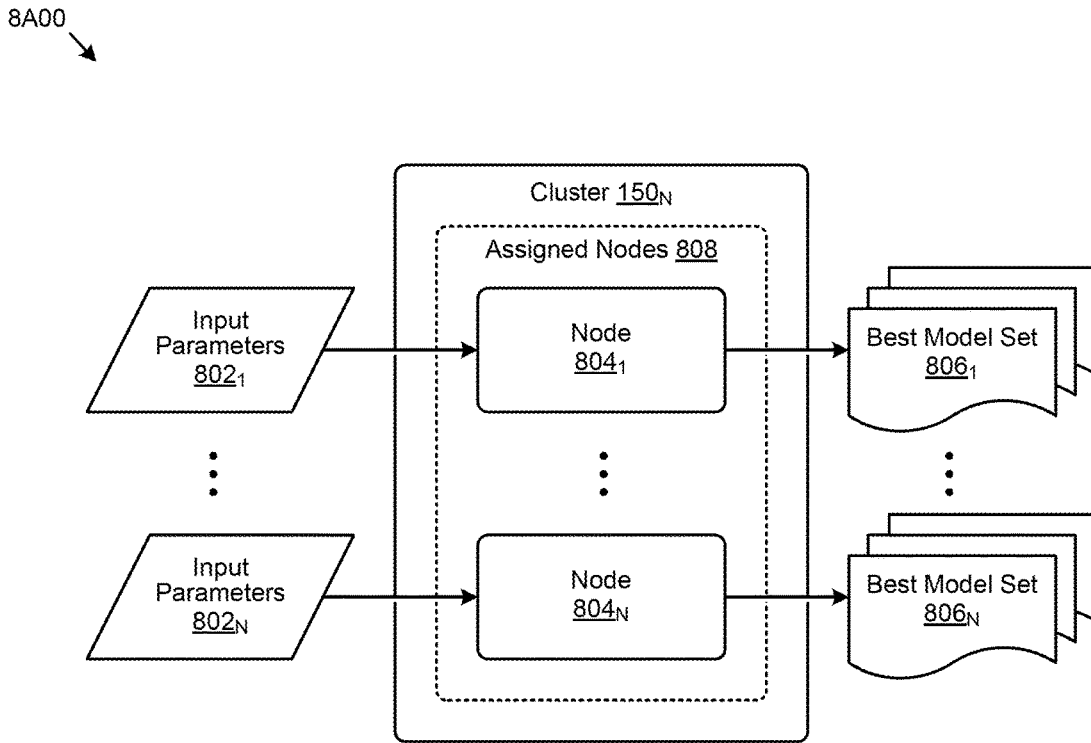 8A00
Cluster 150N
Assigned Nodes 808
Input
Parameters
8021
Node
8041
Best Model Set
8061
Input
Parameters
802N
Node
804N
Best Model Set
806N